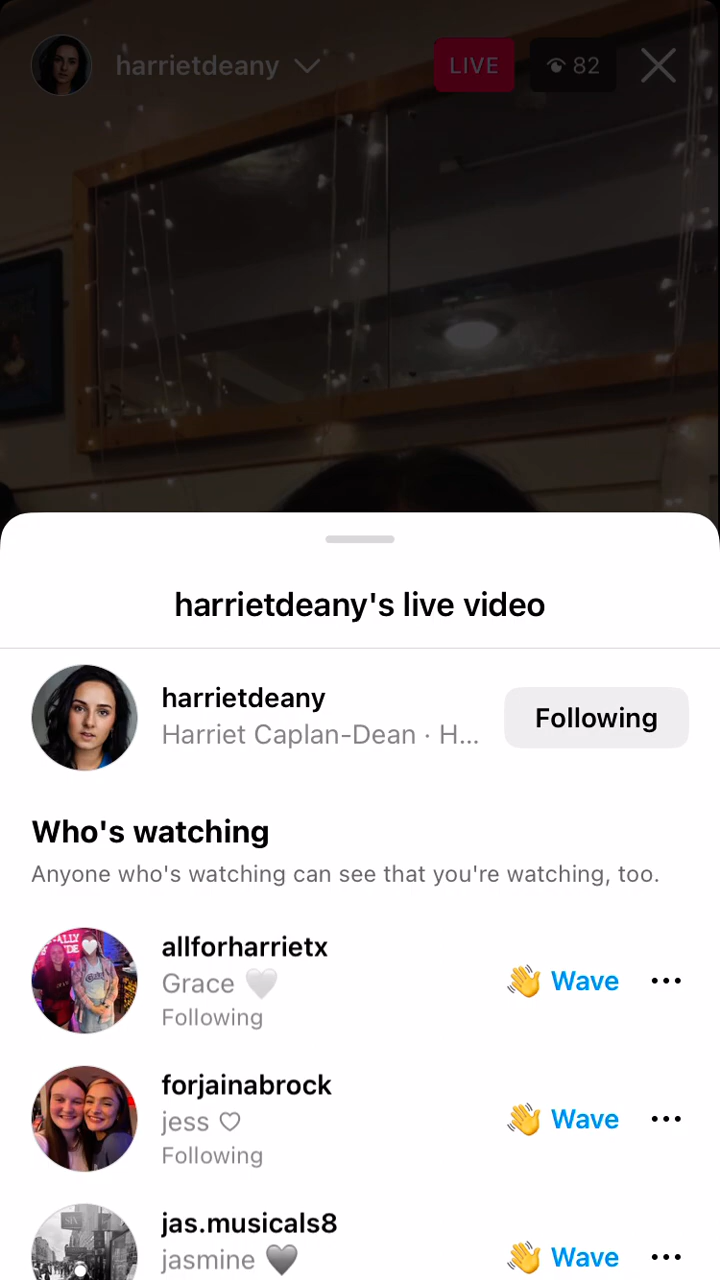 harrietdeany
LIVE
82
harrietdeany's live video
harrietdeany
Harriet Caplan-Dean · H...
Following
Who's watching
Anyone who's watching can see that you're watching, too.
allforharrietx
Grace 🤍
Following
👋 Wave
forjainabrock
jess ♡
Following
👋 Wave
jas.musicals8
jasmine 🖤
👋 Wave